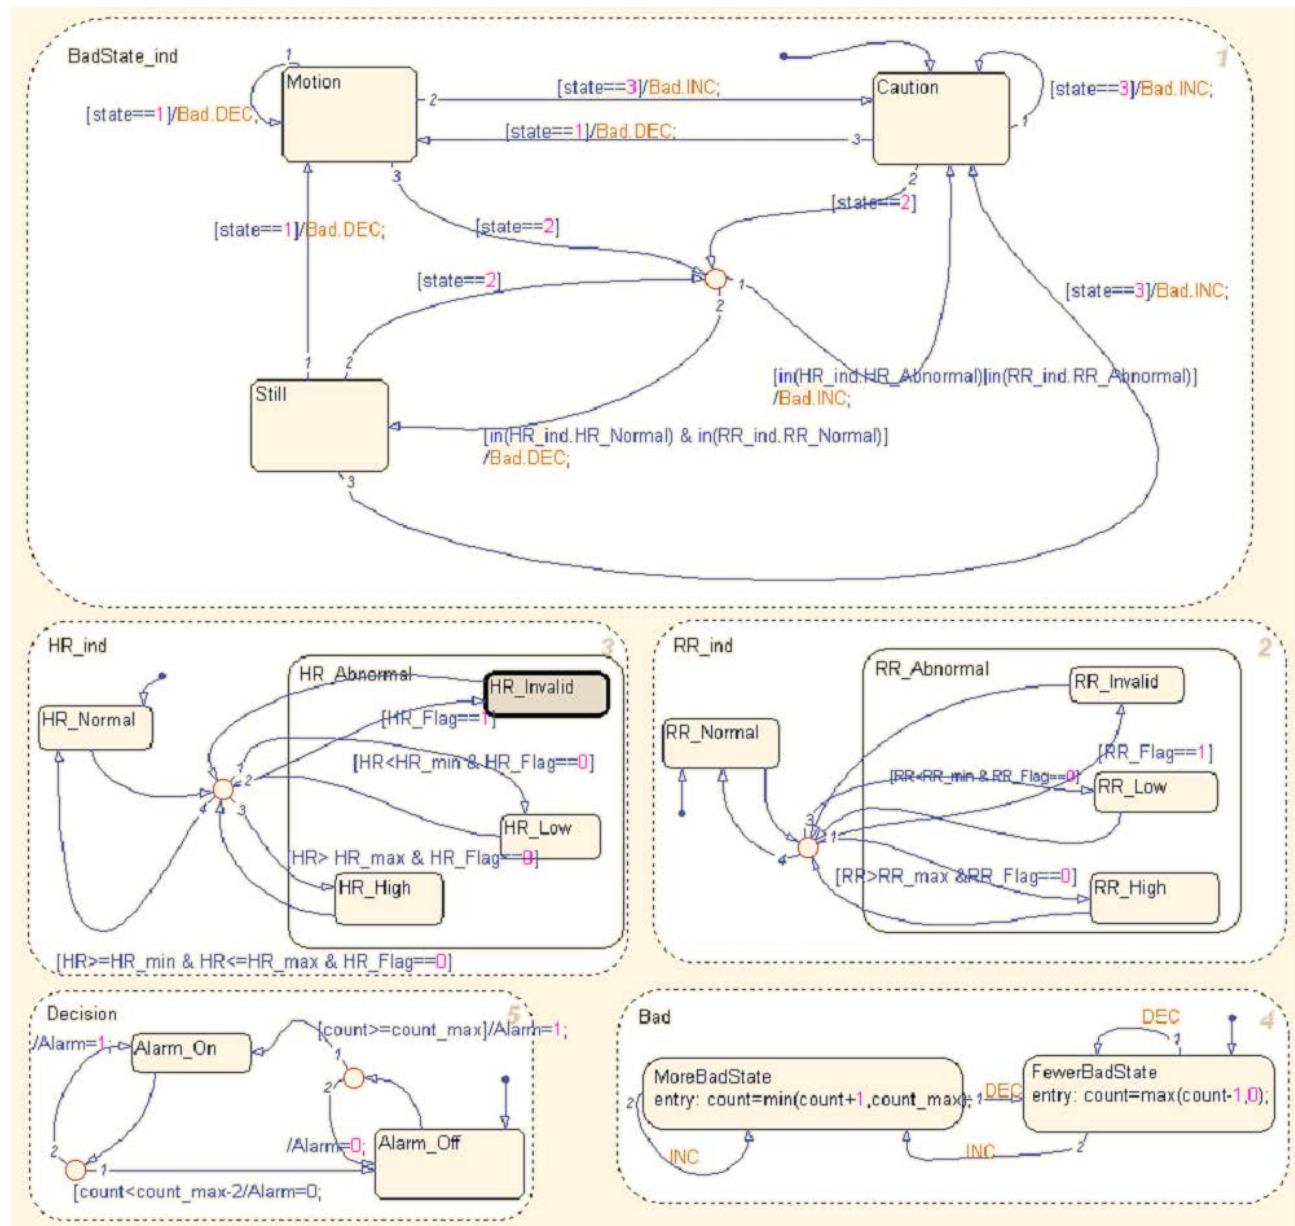 BadState_ind
1
1
Motion
Caution
[state==1]/Bad.DEC;
2
[state==3]/Bad.INC;
[state==3]/Bad.INC;
1
[state==1]/Bad.DEC;
3
3
2
[state==1]/Bad.DEC;
[state==2]
[state==2]
[state==2]
1
2
[state==3]/Bad.INC;
1
2
Still
[in(HR_ind.HR_Abnormal)|in(RR_ind.RR_Abnormal)]
/Bad.INC;
[in(HR_ind.HR_Normal) & in(RR_ind.RR_Normal)]
/Bad.DEC;
3
HR_ind
3
HR_Abnormal
HR_Invalid
HR_Normal
[HR_Flag==1]
[HR<HR_min & HR_Flag==0]
1
2
4
3
HR_Low
[HR> HR_max & HR_Flag==0]
HR_High
[HR>=HR_min & HR<=HR_max & HR_Flag==0]
RR_ind
2
RR_Abnormal
RR_Invalid
RR_Normal
[RR_Flag==1]
[RR<RR_min & RR_Flag==0]
RR_Low
3
2
1
4
[RR>RR_max &RR_Flag==0]
RR_High
Decision
5
/Alarm=1;
Alarm_On
[count>=count_max]/Alarm=1;
1
2
/Alarm=0;
Alarm_Off
2
1
[count<count_max-2/Alarm=0;
Bad
4
DEC
1
MoreBadState
entry: count=min(count+1,count_max);
1
DEC
FewerBadState
entry: count=max(count-1,0);
2
INC
INC
2